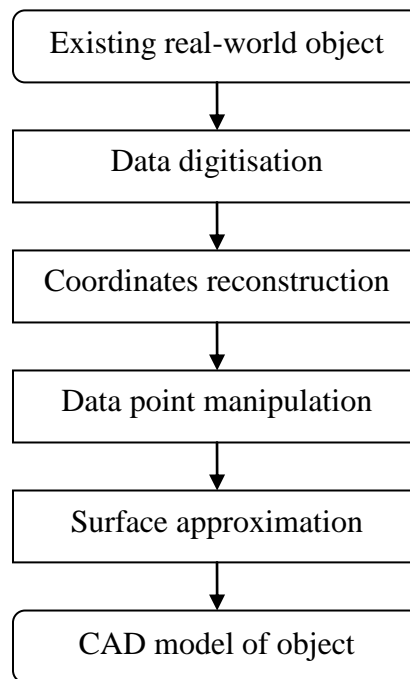 Existing real-world object
Data digitisation
Coordinates reconstruction
Data point manipulation
Surface approximation
CAD model of object